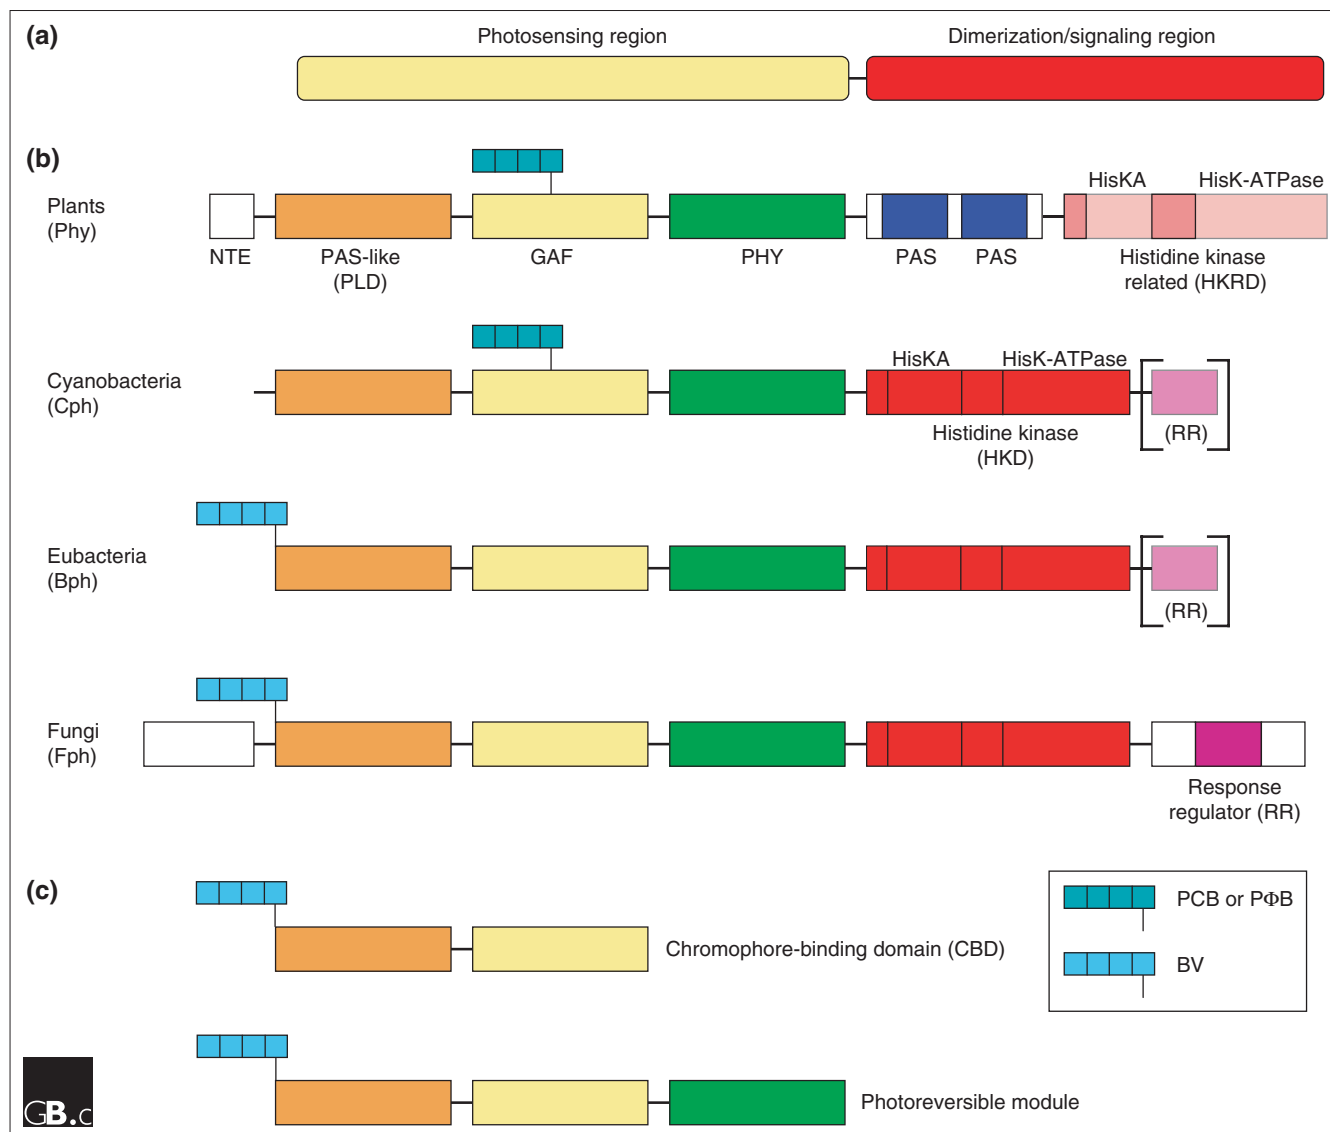 (a)
Photosensing region
Dimerization/signaling region
(b)
Plants
(Phy)
HisKA
HisK-ATPase
NTE
PAS-like
(PLD)
GAF
PHY
PAS
PAS
Histidine kinase
related (HKRD)
Cyanobacteria
(Cph)
HisKA
HisK-ATPase
Histidine kinase
(HKD)
(RR)
Eubacteria
(Bph)
(RR)
Fungi
(Fph)
Response
regulator (RR)
(c)
Chromophore-binding domain (CBD)
PCB or PΦB
BV
Photoreversible module
GB.c